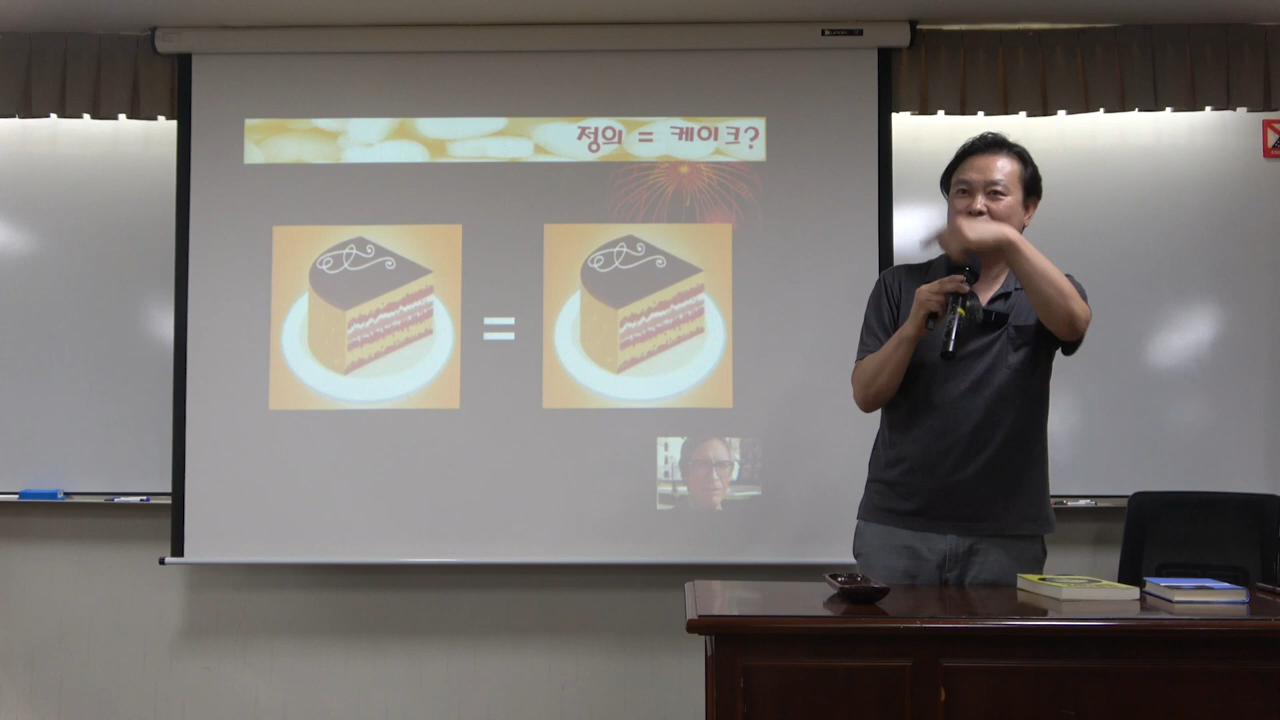 정의 = 케이크?
=